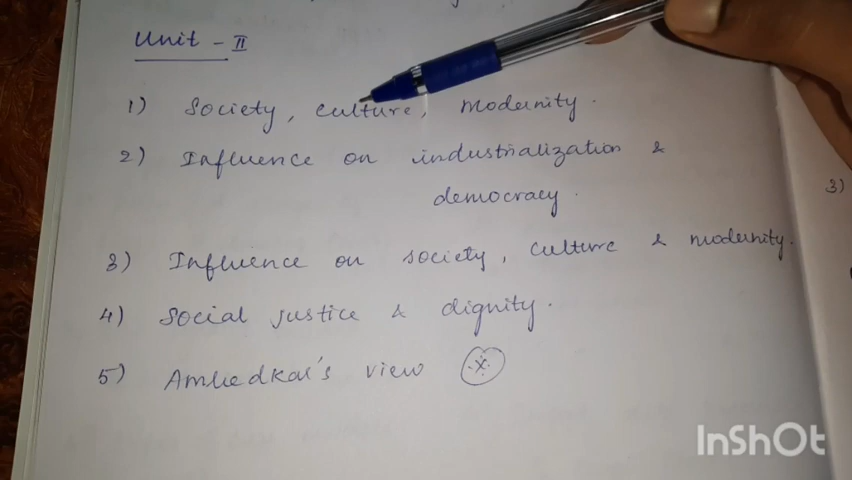 Unit - II
1) Society, culture, modernity.
2) Influence on industrialization &
democracy.
3)
3) Influence on society, culture & modernity.
4) Social justice & dignity.
5) Ambedkar's view
InShOt